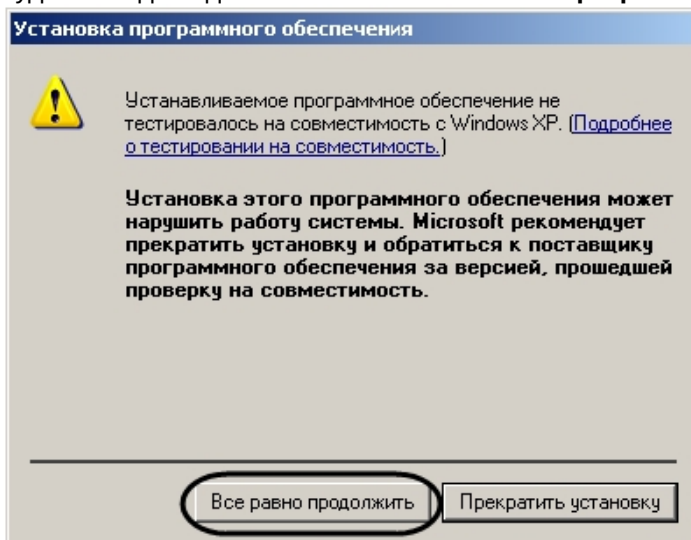 Установка программного обеспечения
Устанавливаемое программное обеспечение не
тестировалось на совместимость с Windows XP. (Подробнее
о тестировании на совместимость.)
Установка этого программного обеспечения может
нарушить работу системы. Microsoft рекомендует
прекратить установку и обратиться к поставщику
программного обеспечения за версией, прошедшей
проверку на совместимость.
Все равно продолжить Прекратить установку